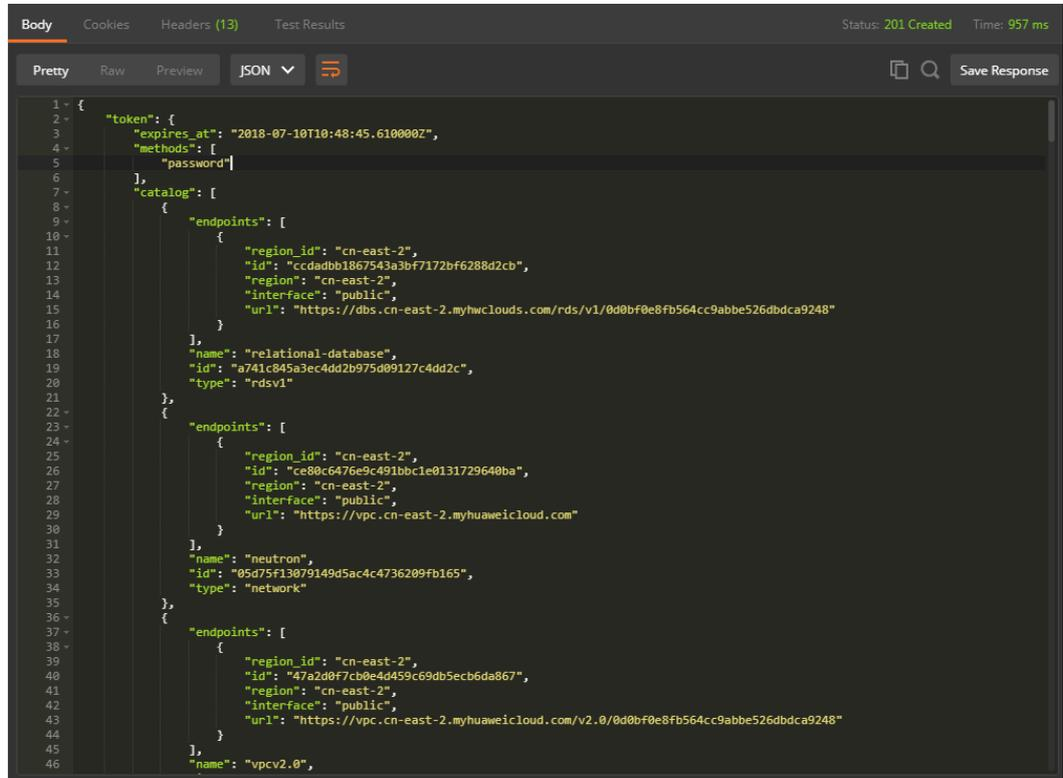 Body Cookies Headers (13) Test Results Status: 201 Created Time: 957 ms
Pretty Raw Preview JSON Save Response
1 {
2 "token": {
3 "expires_at": "2018-07-10T10:48:45.610000Z",
4 "methods": [
5 "password"
6 ],
7 "catalog": [
8 {
9 "endpoints": [
10 {
11 "region_id": "cn-east-2",
12 "id": "ccdadbb1867543a3bf7172bf6288d2cb",
13 "region": "cn-east-2",
14 "interface": "public",
15 "url": "https://dbs.cn-east-2.myhwclouds.com/rds/v1/0d0bf0e8fb564cc9abbe526dbdca9248"
16 }
17 ],
18 "name": "relational-database",
19 "id": "a741c845a3ec4dd2b975d09127c4dd2c",
20 "type": "rdsv1"
21 },
22 {
23 "endpoints": [
24 {
25 "region_id": "cn-east-2",
26 "id": "ce80c6476e9c491bbc1e0131729640ba",
27 "region": "cn-east-2",
28 "interface": "public",
29 "url": "https://vpc.cn-east-2.myhuaweicloud.com"
30 }
31 ],
32 "name": "neutron",
33 "id": "05d75f13079149d5ac4c4736209fb165",
34 "type": "network"
35 },
36 {
37 "endpoints": [
38 {
39 "region_id": "cn-east-2",
40 "id": "47a2d0f7cb0e4d459c69db5ecb6da867",
41 "region": "cn-east-2",
42 "interface": "public",
43 "url": "https://vpc.cn-east-2.myhuaweicloud.com/v2.0/0d0bf0e8fb564cc9abbe526dbdca9248"
44 }
45 ],
46 "name": "vpcv2.0",